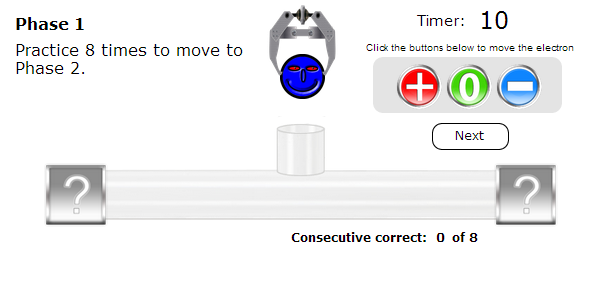 Phase 1
Practice 8 times to move to
Phase 2.
Timer: 10
Click the buttons below to move the electron
+ 0 −
Next
? ?
Consecutive correct: 0 of 8